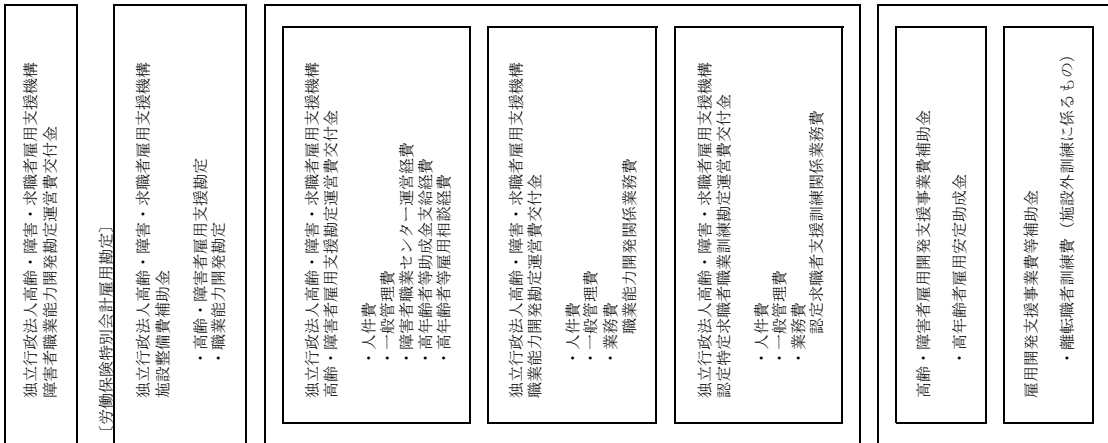 独立行政法人高齢・障害・求職者雇用支援機構
障害者職業能力開発勘定運営費交付金
〔労働保険特別会計雇用勘定〕
独立行政法人高齢・障害・求職者雇用支援機構
施設整備費補助金
・高齢・障害者雇用支援勘定
・職業能力開発勘定
独立行政法人高齢・障害・求職者雇用支援機構
高齢・障害者雇用支援勘定運営費交付金
・人件費
・一般管理費
・障害者職業センター運営経費
・高年齢者等助成金支給経費
・高年齢者等雇用相談経費
独立行政法人高齢・障害・求職者雇用支援機構
職業能力開発勘定運営費交付金
・人件費
・一般管理費
・業務費
職業能力開発関係業務費
独立行政法人高齢・障害・求職者雇用支援機構
認定特定求職者職業訓練勘定運営費交付金
・人件費
・一般管理費
・業務費
認定求職者支援訓練関係業務費
高齢・障害者雇用開発支援事業費補助金
・高年齢者雇用安定助成金
雇用開発支援事業費等補助金
・離転職者訓練費（施設外訓練に係るもの）